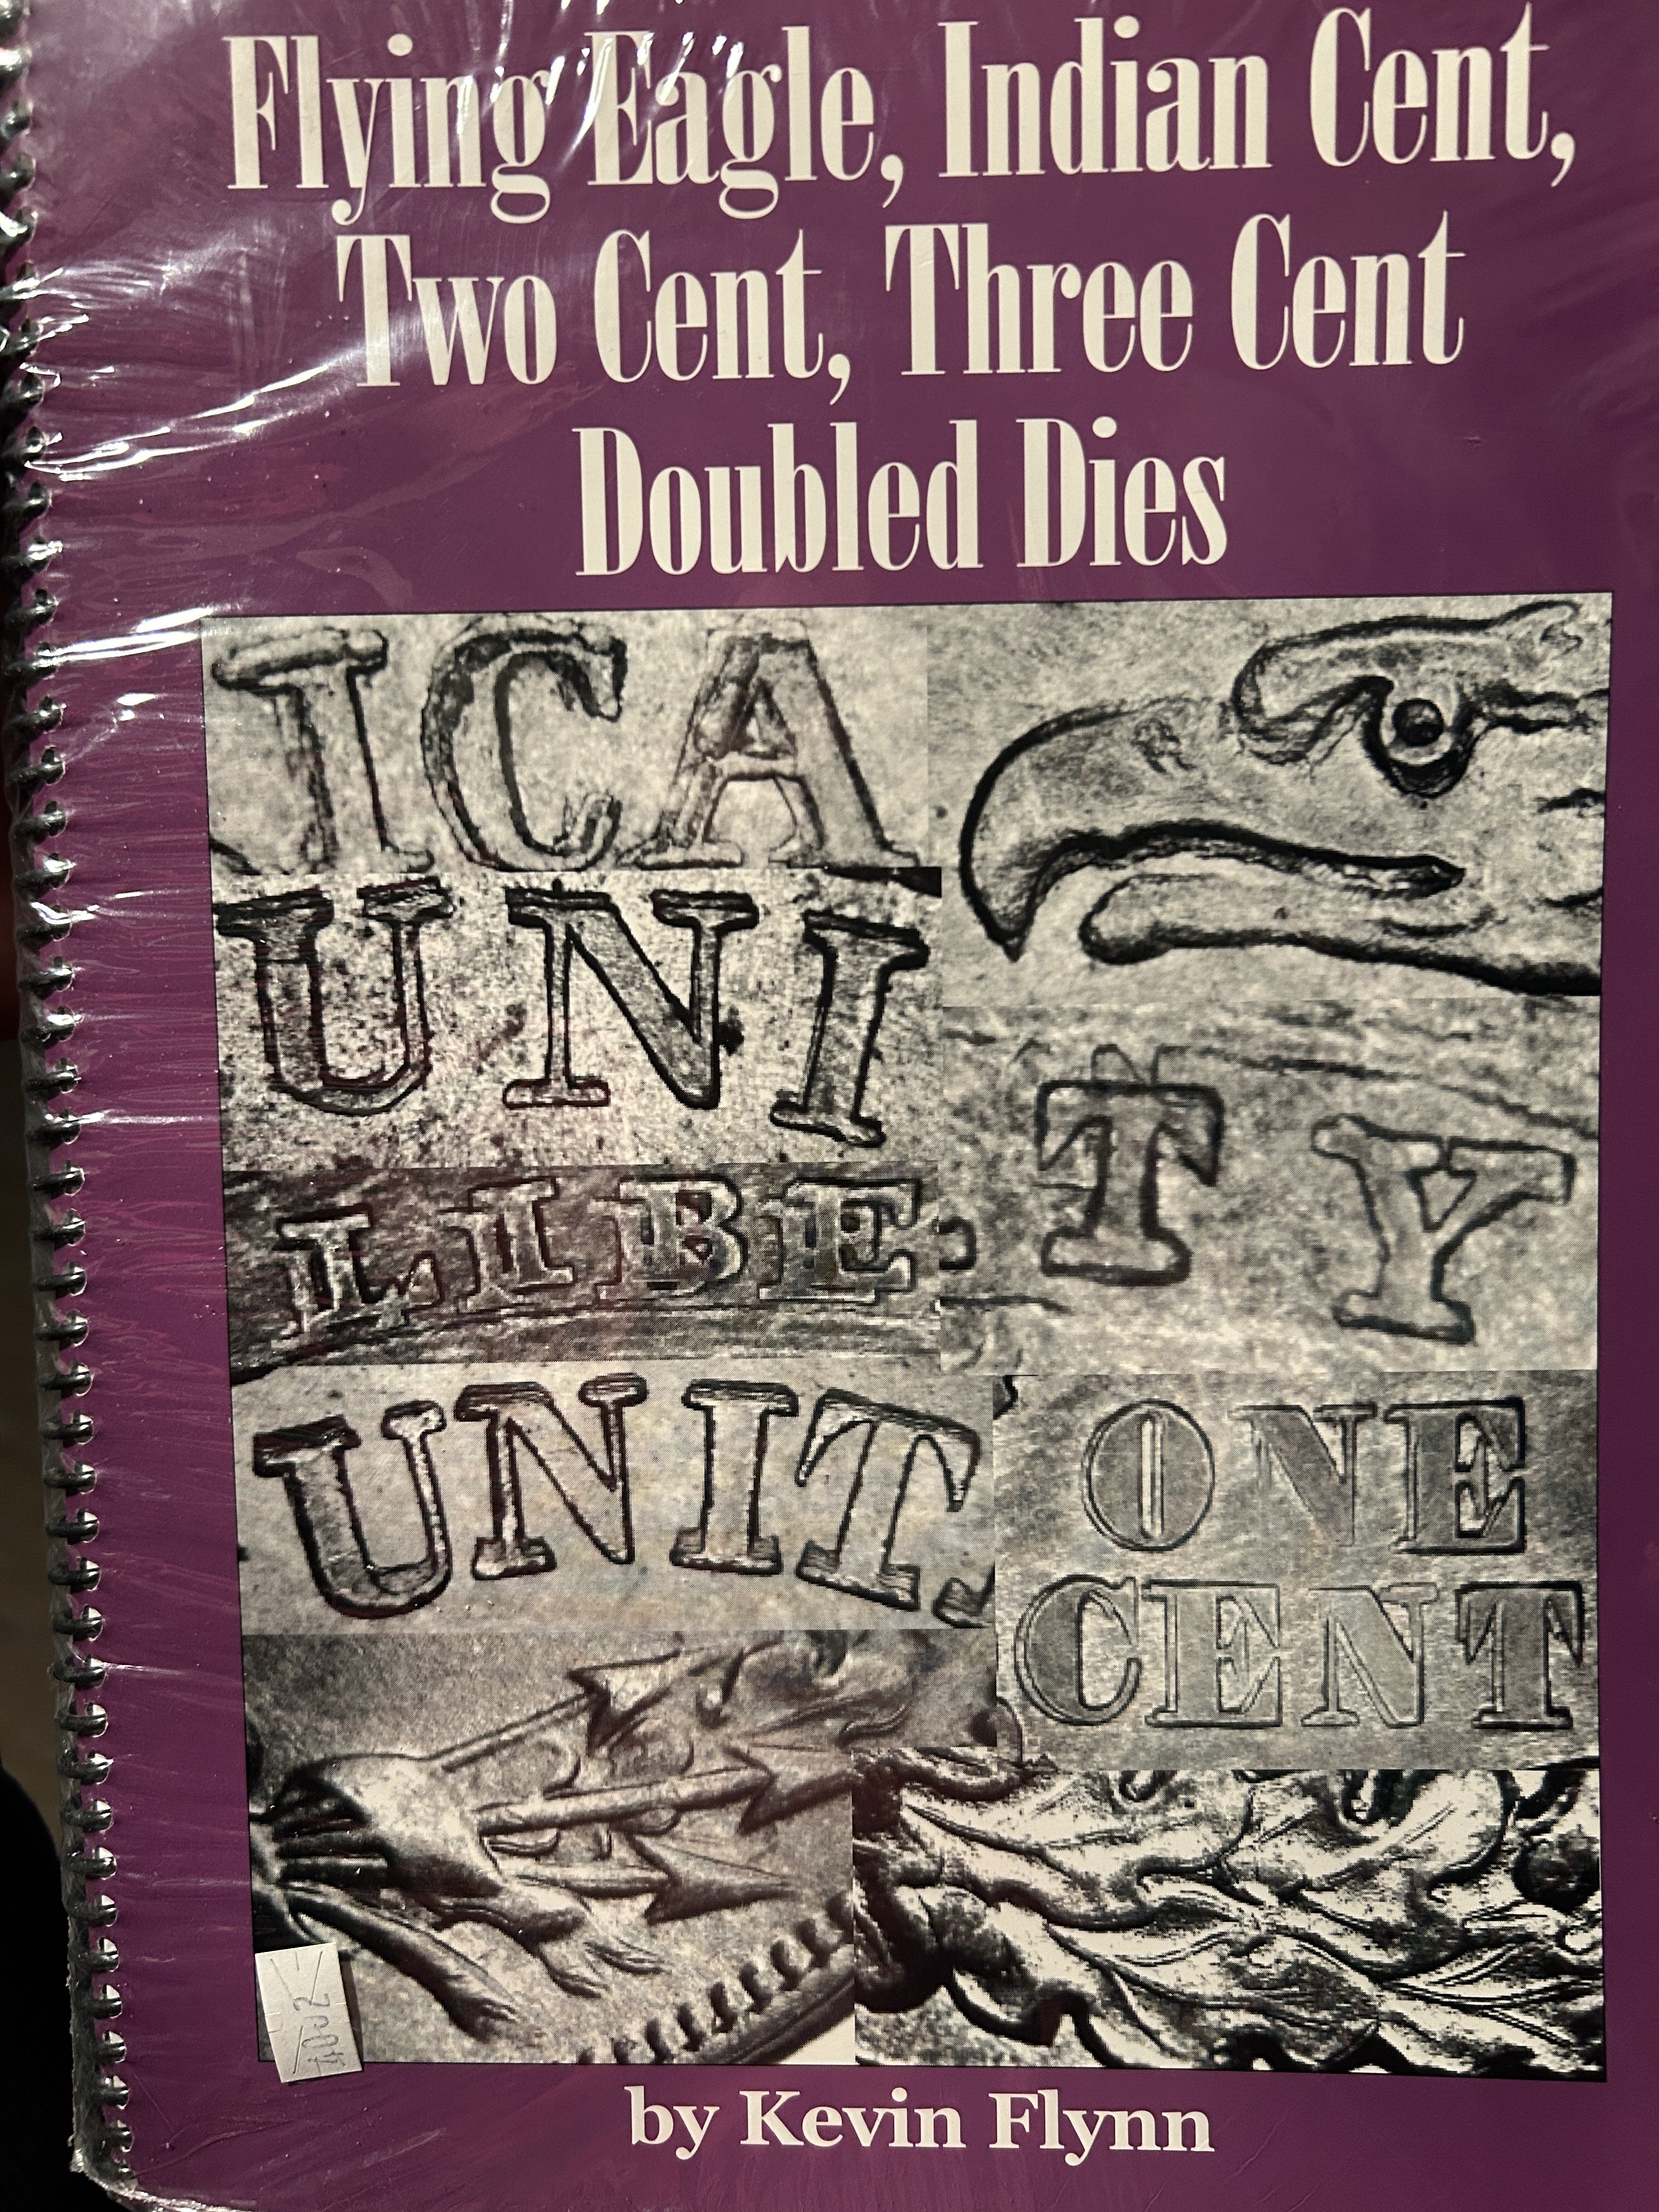 Flying Eagle, Indian Cent,
Two Cent, Three Cent
Doubled Dies
ICA
UNI
T Y
LIBE
UNIT
ONE
CENT
by Kevin Flynn